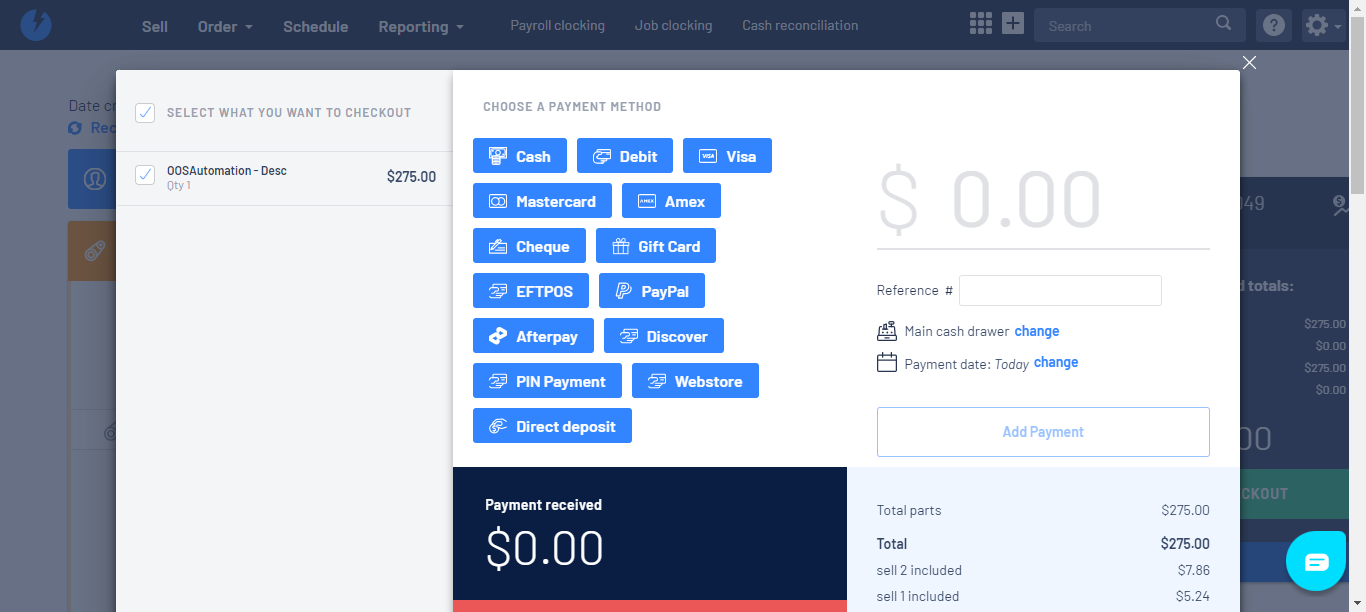 Sell Order Schedule Reporting Payroll clocking Job clocking Cash reconciliation Search
Date cr
Rec
SELECT WHAT YOU WANT TO CHECKOUT
OOSAutomation - Desc
Qty 1
$275.00
CHOOSE A PAYMENT METHOD
Cash Debit Visa
Mastercard Amex
Cheque Gift Card
EFTPOS PayPal
Afterpay Discover
PIN Payment Webstore
Direct deposit
$ 0.00
Reference #
Main cash drawer change
Payment date: Today change
Add Payment
Payment received
$0.00
Total parts $275.00
Total $275.00
sell 2 included $7.86
sell 1 included $5.24
049
d totals:
$275.00
$0.00
$275.00
$0.00
00
CKOUT